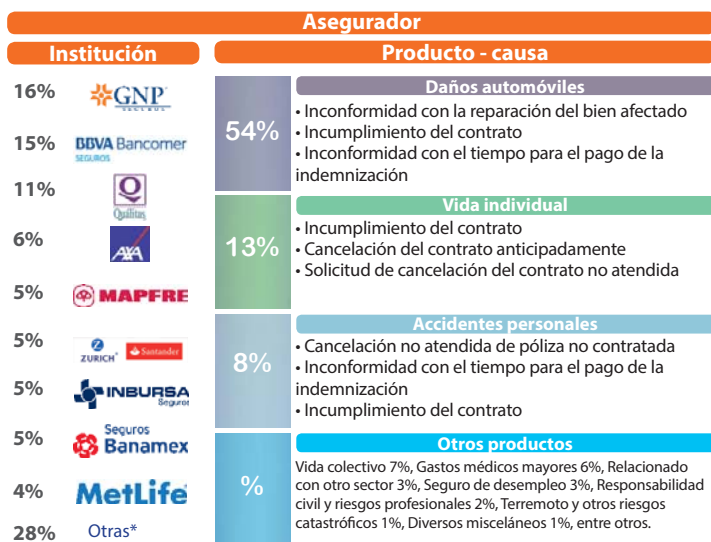 Asegurador
Institución
Producto - causa
16%
GNP
SEGUROS
15%
BBVA Bancomer
SEGUROS
11%
Q
Quálitas
6%
AXA
5%
MAPFRE
5%
ZURICH
Santander
5%
INBURSA
Seguros
5%
Seguros
Banamex
4%
MetLife
28%
Otras*
54%
Daños automóviles
• Inconformidad con la reparación del bien afectado
• Incumplimiento del contrato
• Inconformidad con el tiempo para el pago de la
indemnización
13%
Vida individual
• Incumplimiento del contrato
• Cancelación del contrato anticipadamente
• Solicitud de cancelación del contrato no atendida
8%
Accidentes personales
• Cancelación no atendida de póliza no contratada
• Inconformidad con el tiempo para el pago de la
indemnización
• Incumplimiento del contrato
%
Otros productos
Vida colectivo 7%, Gastos médicos mayores 6%, Relacionado
con otro sector 3%, Seguro de desempleo 3%, Responsabilidad
civil y riesgos profesionales 2%, Terremoto y otros riesgos
catastróficos 1%, Diversos misceláneos 1%, entre otros.